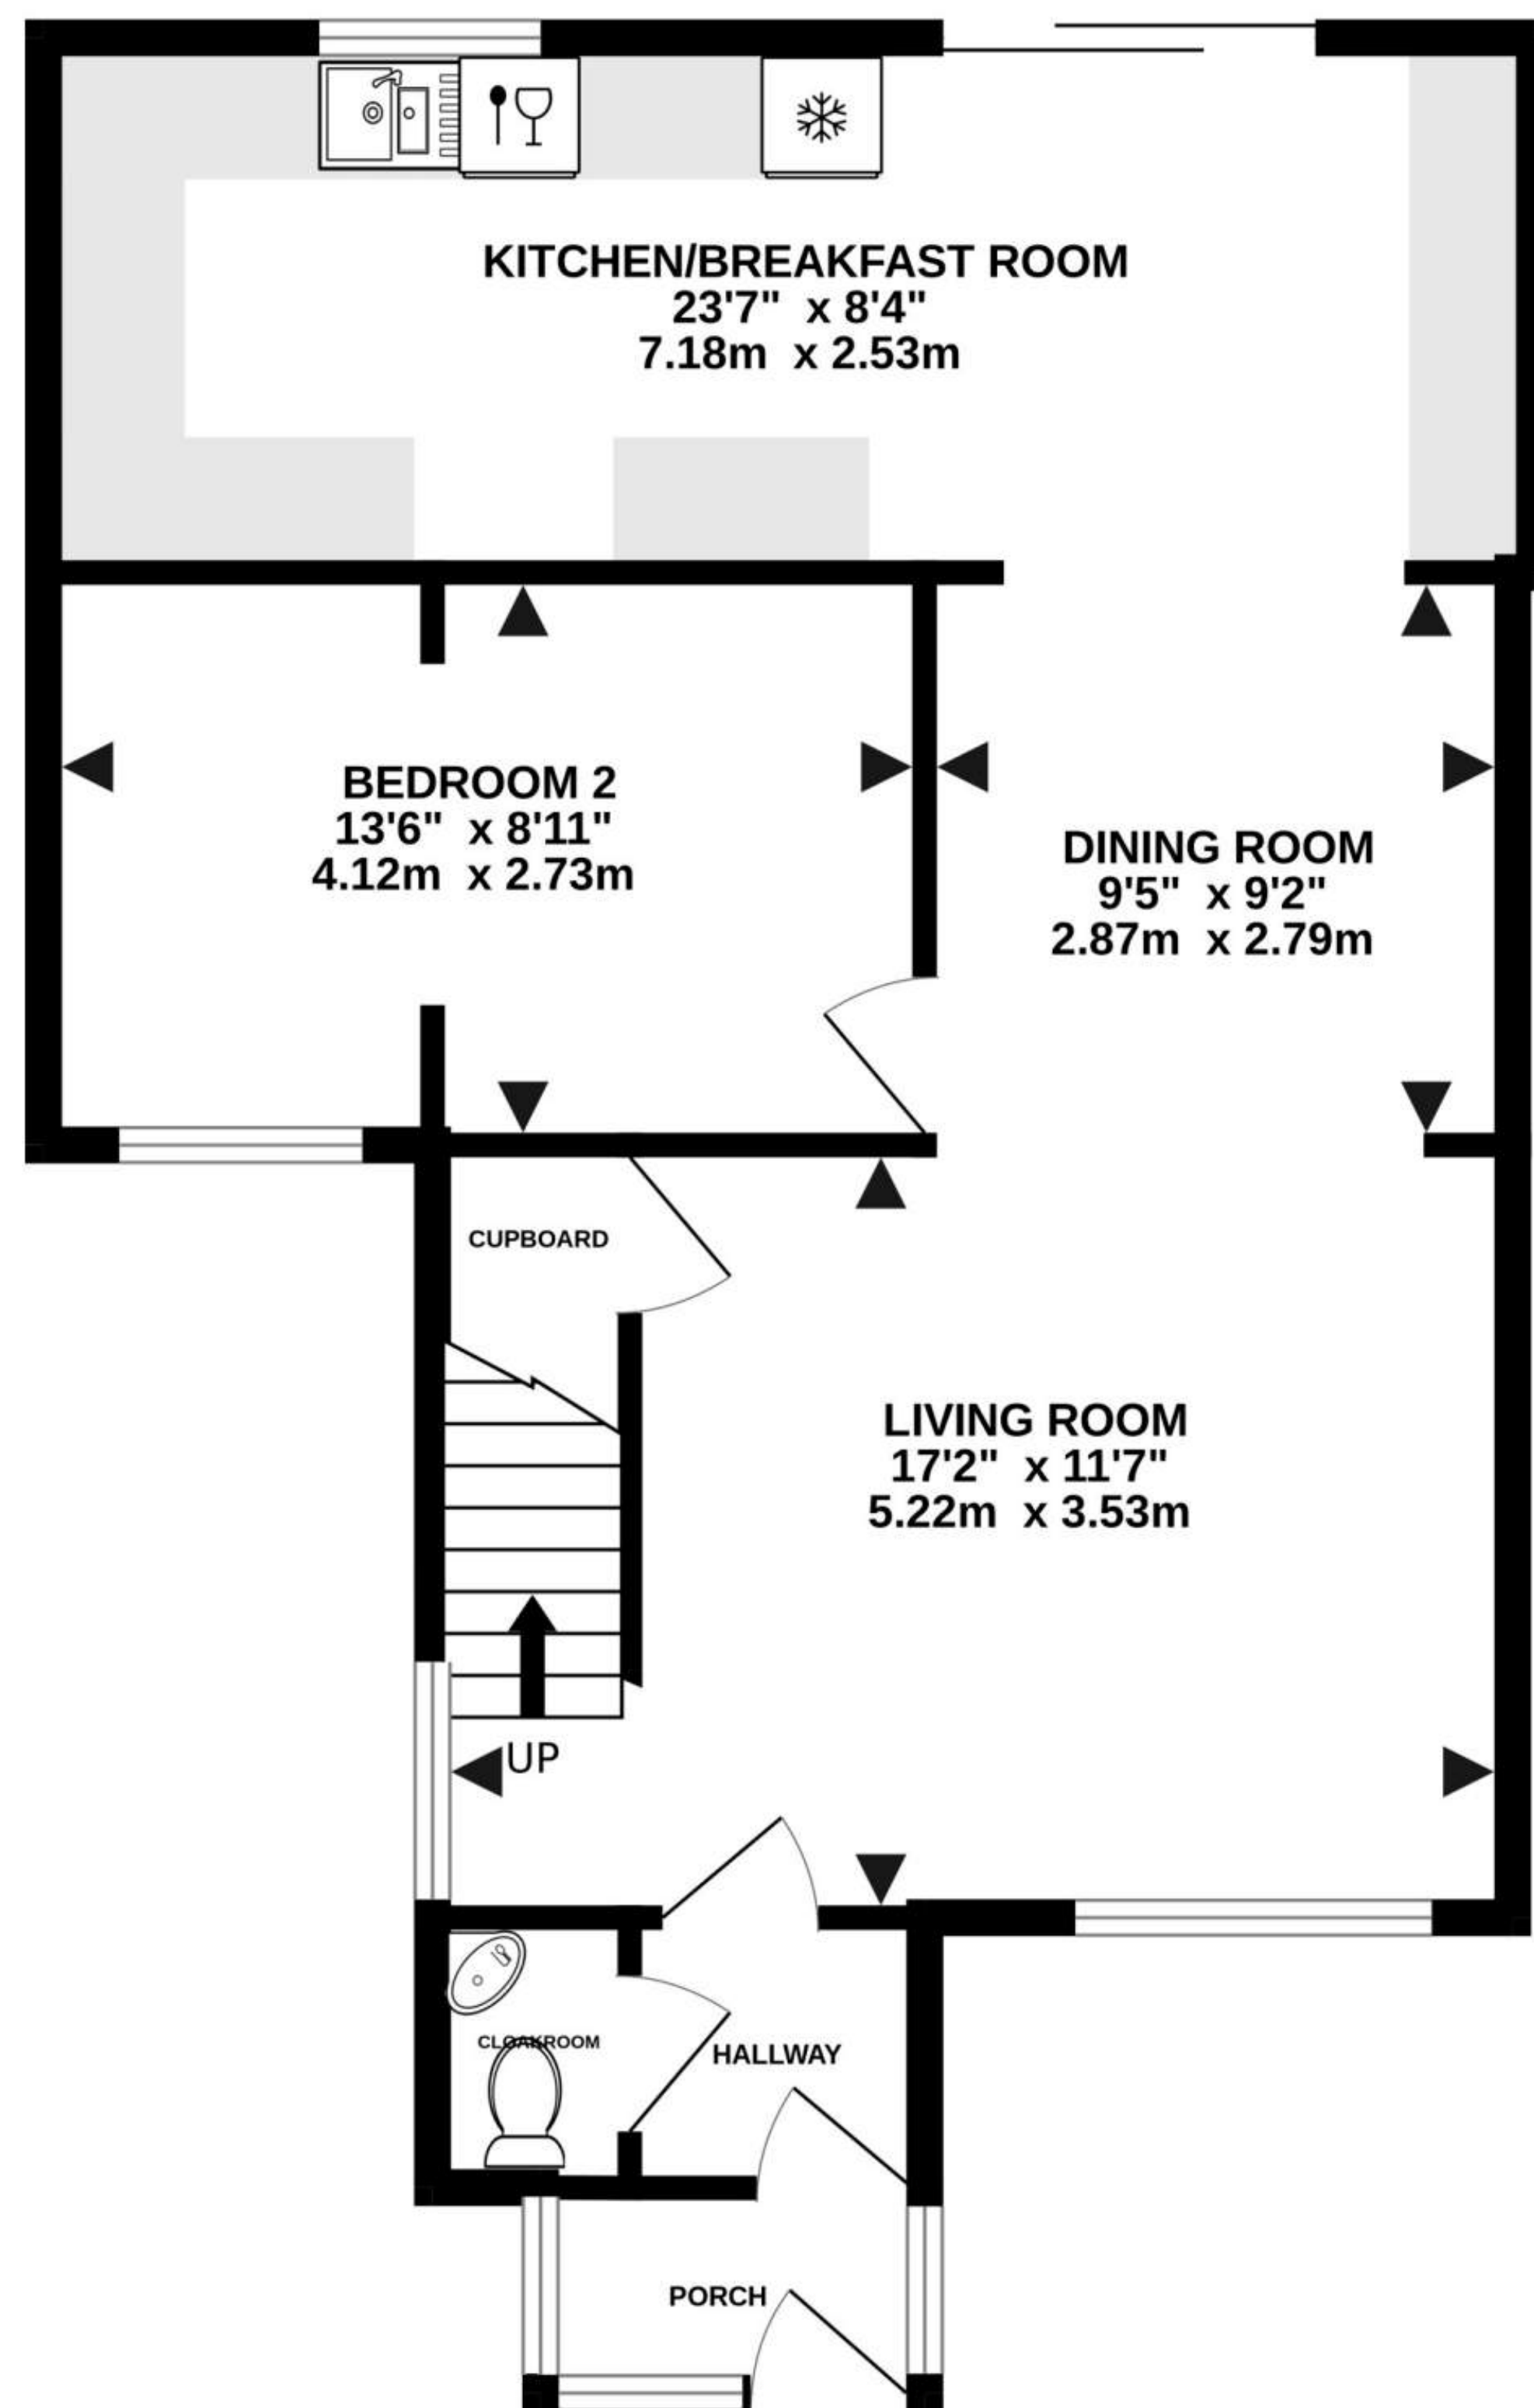 KITCHEN/BREAKFAST ROOM
23'7" x 8'4"
7.18m x 2.53m
BEDROOM 2
13'6" x 8'11"
4.12m x 2.73m
DINING ROOM
9'5" x 9'2"
2.87m x 2.79m
CUPBOARD
LIVING ROOM
17'2" x 11'7"
5.22m x 3.53m
UP
CLOAKROOM
HALLWAY
PORCH